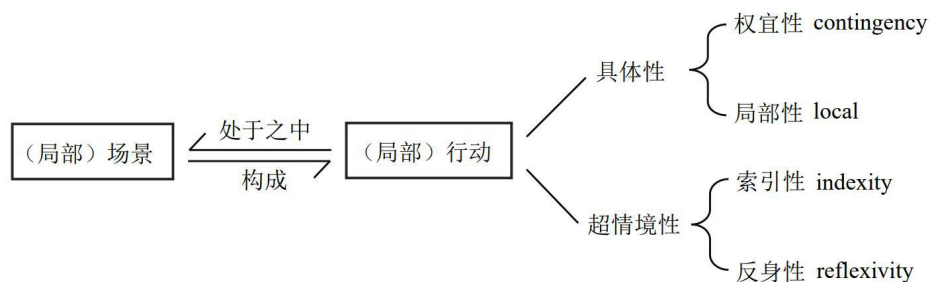 权宜性 contingency
具体性
局部性 local
（局部）场景
处于之中
构成
（局部）行动
索引性 indexity
超情境性
反身性 reflexivity